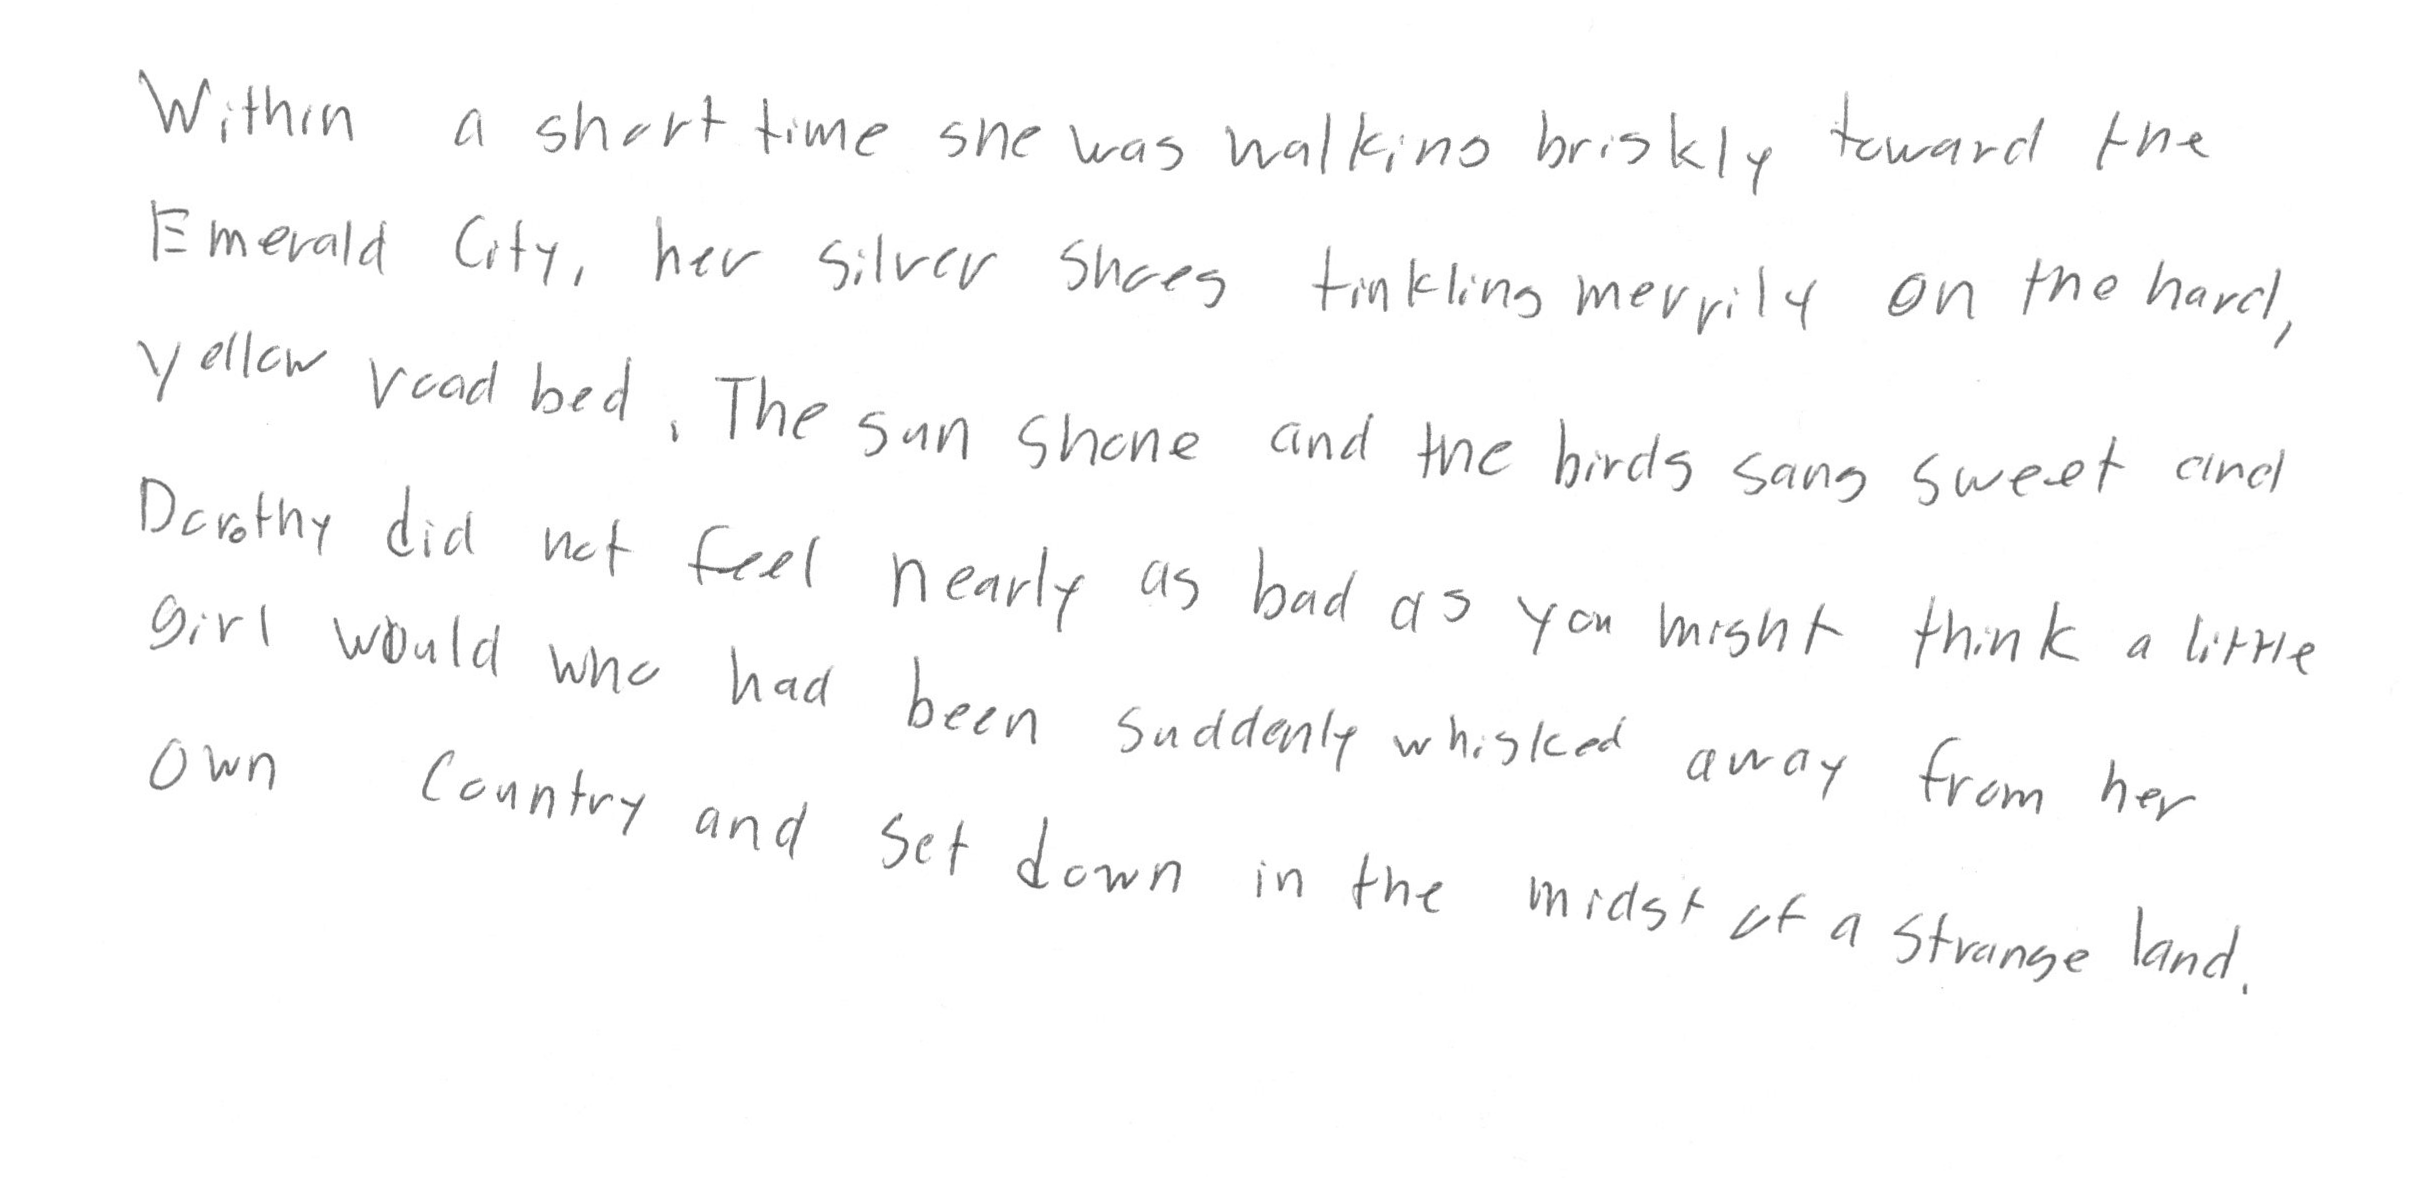 Within a short time she was walking briskly toward the
Emerald City, her silver shoes tinkling merrily on the hard,
yellow road bed. The sun shone and the birds sang sweet and
Dorothy did not feel nearly as bad as you might think a little
girl would who had been suddenly whisked away from her
own country and set down in the midst of a strange land.